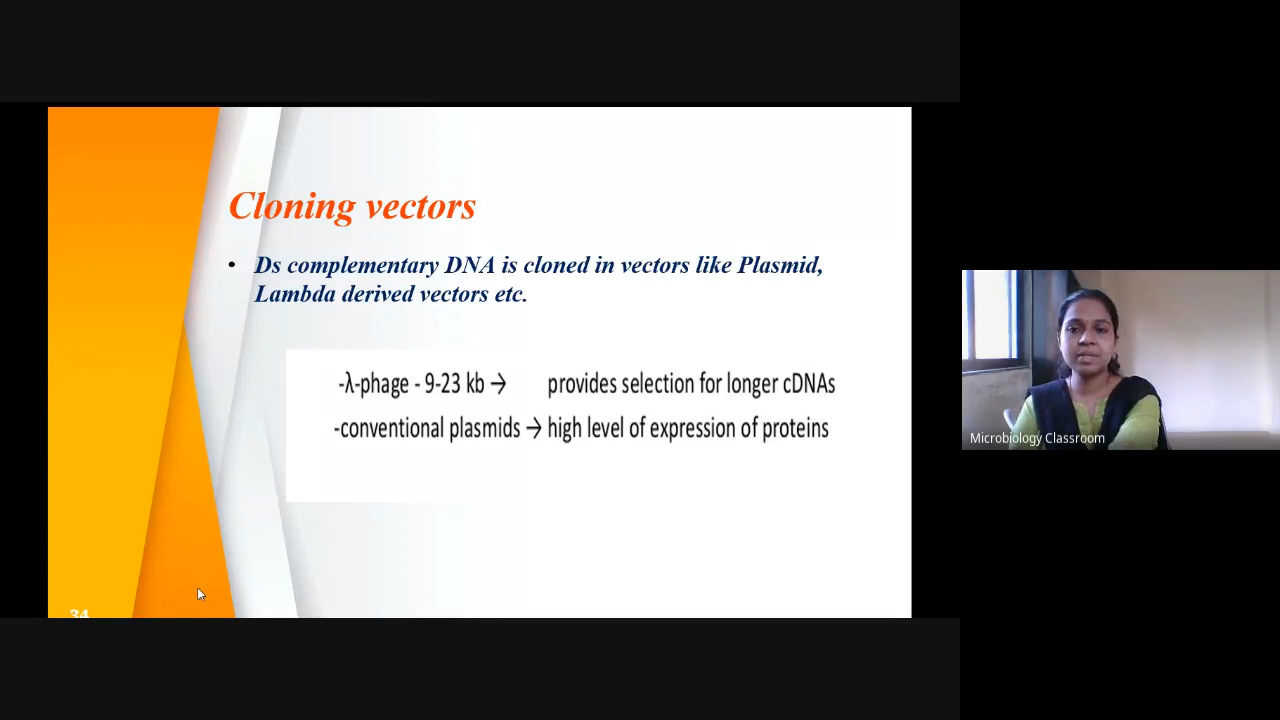 Cloning vectors
• Ds complementary DNA is cloned in vectors like Plasmid,
Lambda derived vectors etc.
-λ-phage - 9-23 kb → provides selection for longer cDNAs
-conventional plasmids → high level of expression of proteins
34
Microbiology Classroom